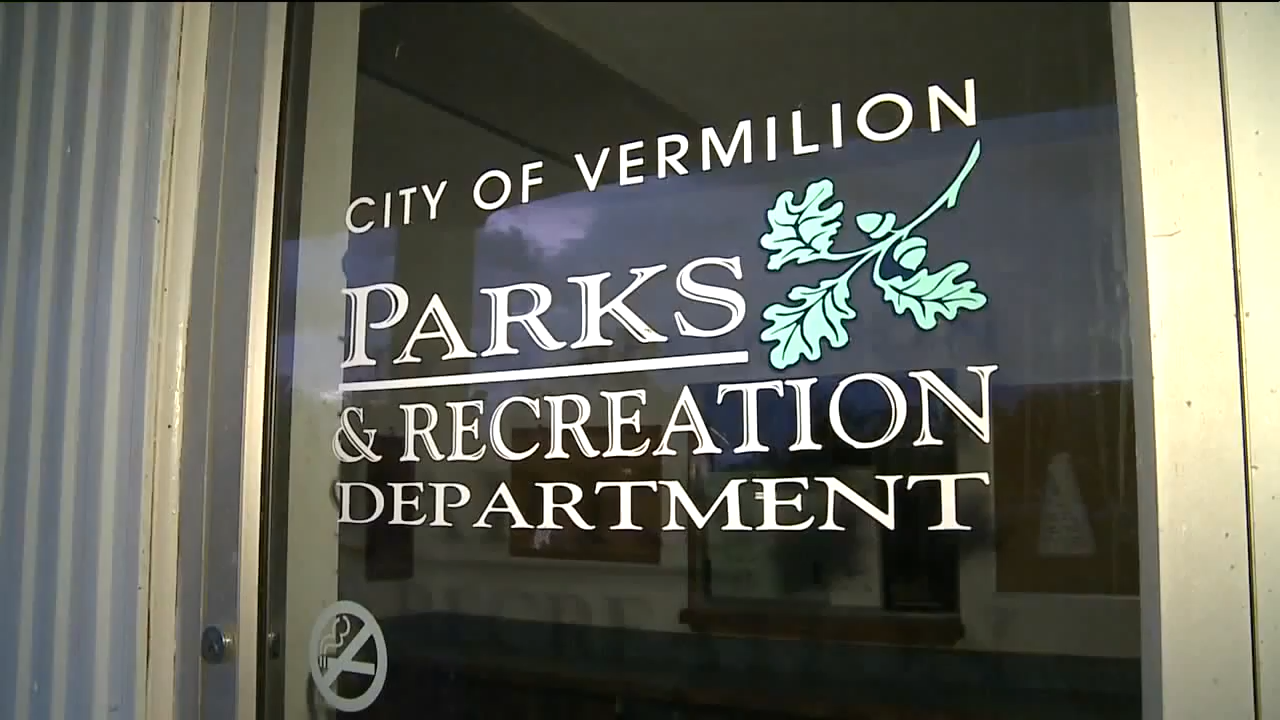 CITY OF VERMILION
PARKS
& RECREATION
DEPARTMENT